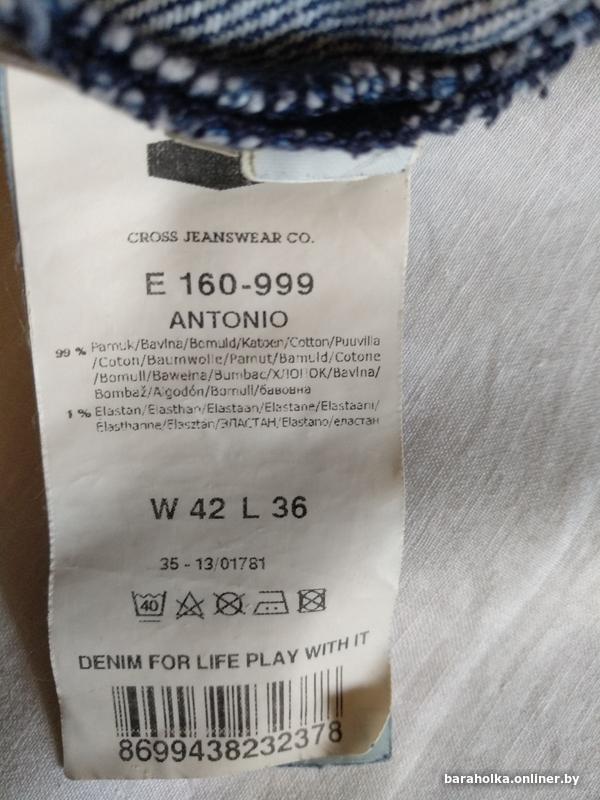 CROSS JEANSWEAR CO.
E 160-999
ANTONIO
99 % Pamuk/Bavlna/Bomuld/Katoen/Cotton/Puuvilla
/Coton/Baumwolle/Pamut/Bamuld/Cotone
/Bomull/Bawełna/Bumbac/ХЛОПОК/Bavlna/
Bombaž/Algodón/Bomull/бавовна
1 % Elastan/Elasthan/Elastaan/Elastane/Elastaani/
Elasthanne/Elasztán/ЭЛАСТАН/Elastano/еластан
W 42 L 36
35 - 13/01781
40
DENIM FOR LIFE PLAY WITH IT
8699438232378
baraholka.onliner.by